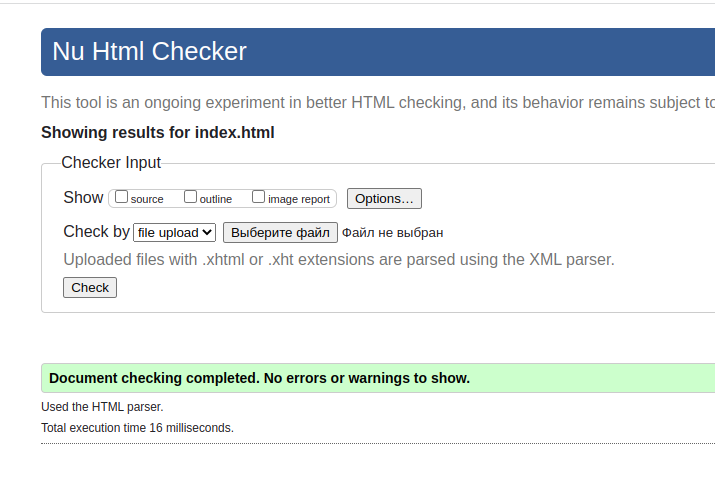 Nu Html Checker
This tool is an ongoing experiment in better HTML checking, and its behavior remains subject to
Showing results for index.html
Checker Input
Show source outline image report Options...
Check by file upload Выберите файл Файл не выбран
Uploaded files with .xhtml or .xht extensions are parsed using the XML parser.
Check
Document checking completed. No errors or warnings to show.
Used the HTML parser.
Total execution time 16 milliseconds.